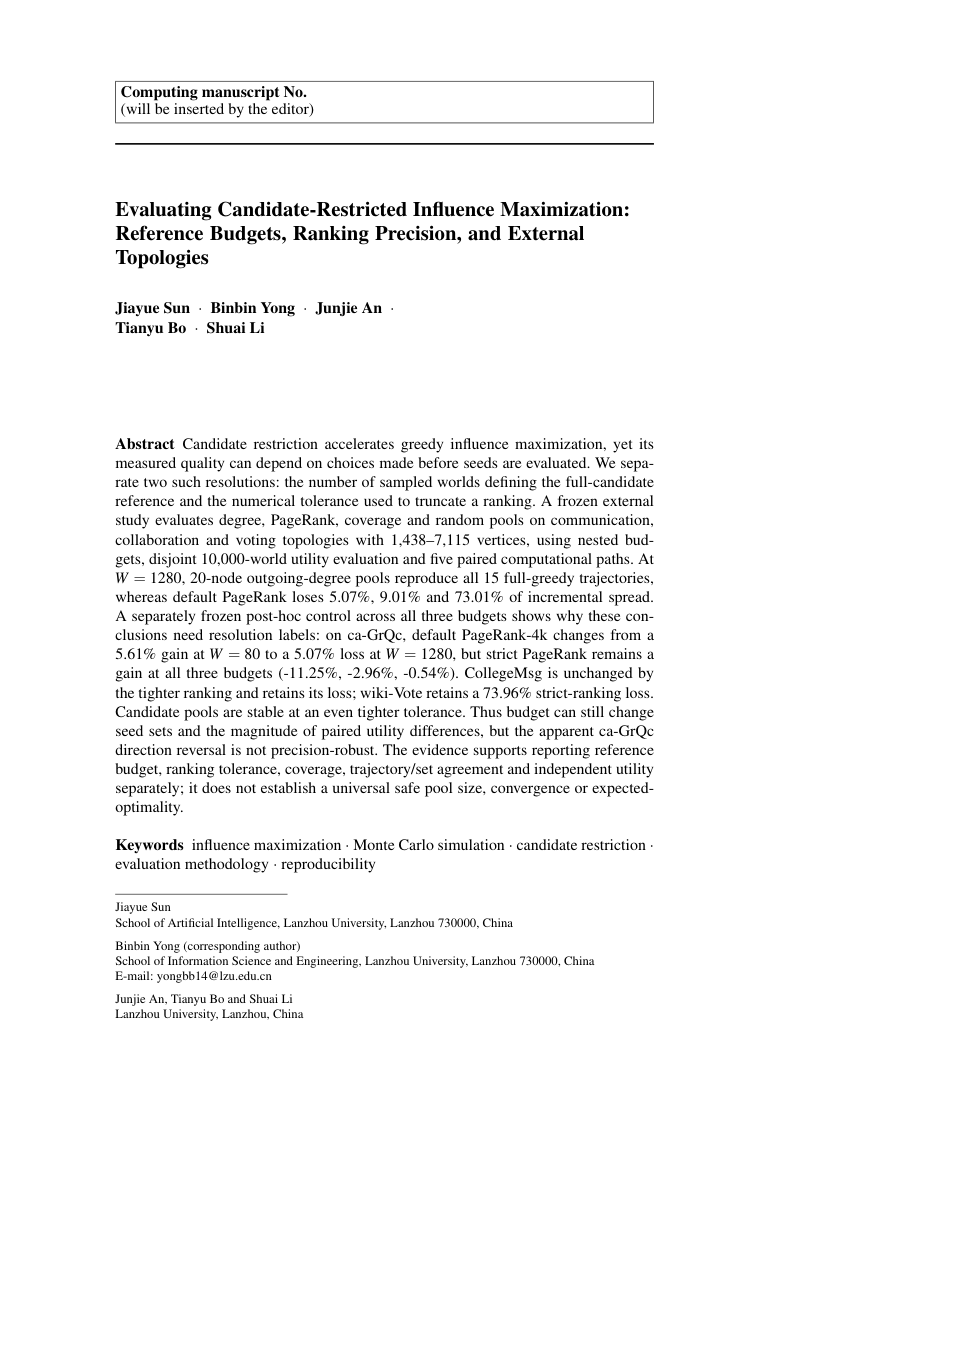 Computing manuscript No.
(will be inserted by the editor)
Evaluating Candidate-Restricted Influence Maximization:
Reference Budgets, Ranking Precision, and External
Topologies
Jiayue Sun · Binbin Yong · Junjie An ·
Tianyu Bo · Shuai Li
Abstract Candidate restriction accelerates greedy influence maximization, yet its
measured quality can depend on choices made before seeds are evaluated. We sepa-
rate two such resolutions: the number of sampled worlds defining the full-candidate
reference and the numerical tolerance used to truncate a ranking. A frozen external
study evaluates degree, PageRank, coverage and random pools on communication,
collaboration and voting topologies with 1,438–7,115 vertices, using nested bud-
gets, disjoint 10,000-world utility evaluation and five paired computational paths. At
W = 1280, 20-node outgoing-degree pools reproduce all 15 full-greedy trajectories,
whereas default PageRank loses 5.07%, 9.01% and 73.01% of incremental spread.
A separately frozen post-hoc control across all three budgets shows why these con-
clusions need resolution labels: on ca-GrQc, default PageRank-4k changes from a
5.61% gain at W = 80 to a 5.07% loss at W = 1280, but strict PageRank remains a
gain at all three budgets (-11.25%, -2.96%, -0.54%). CollegeMsg is unchanged by
the tighter ranking and retains its loss; wiki-Vote retains a 73.96% strict-ranking loss.
Candidate pools are stable at an even tighter tolerance. Thus budget can still change
seed sets and the magnitude of paired utility differences, but the apparent ca-GrQc
direction reversal is not precision-robust. The evidence supports reporting reference
budget, ranking tolerance, coverage, trajectory/set agreement and independent utility
separately; it does not establish a universal safe pool size, convergence or expected-
optimality.
Keywords influence maximization · Monte Carlo simulation · candidate restriction ·
evaluation methodology · reproducibility
Jiayue Sun
School of Artificial Intelligence, Lanzhou University, Lanzhou 730000, China
Binbin Yong (corresponding author)
School of Information Science and Engineering, Lanzhou University, Lanzhou 730000, China
E-mail: yongbb14@lzu.edu.cn
Junjie An, Tianyu Bo and Shuai Li
Lanzhou University, Lanzhou, China